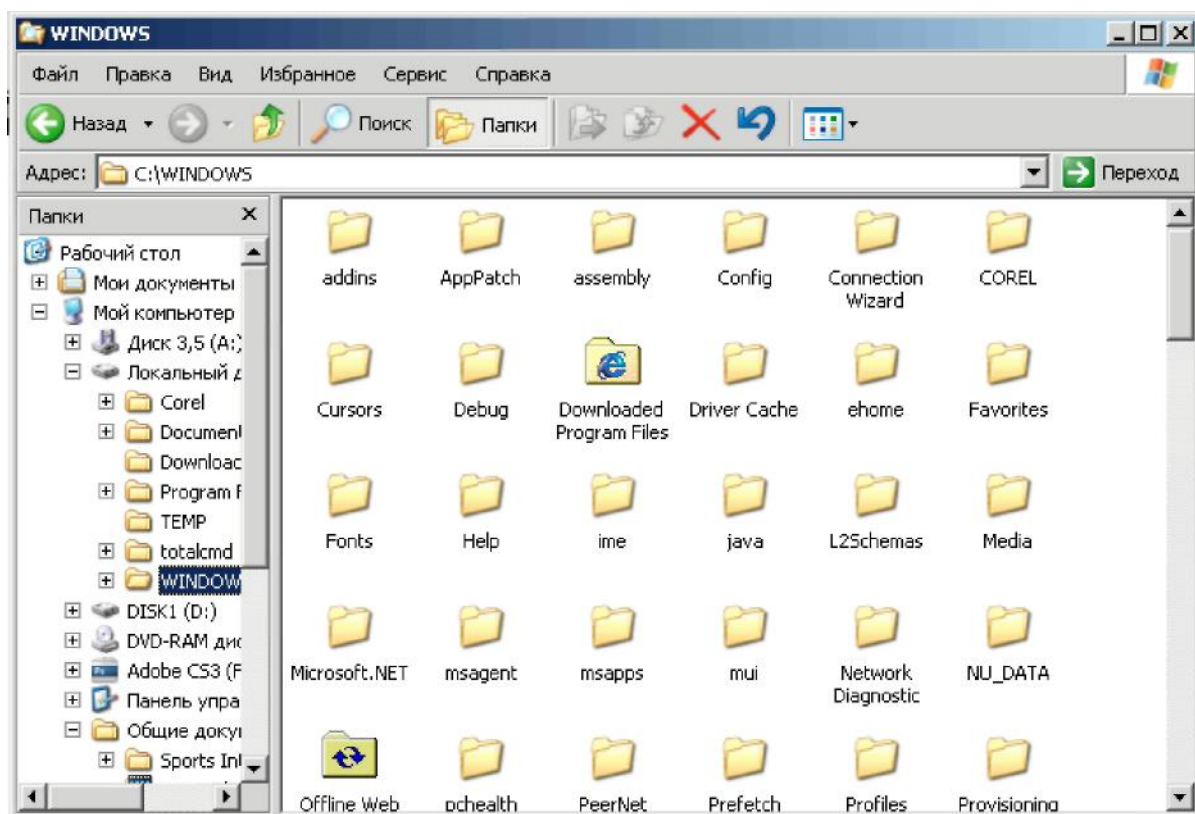 WINDOWS
Файл Правка Вид Избранное Сервис Справка
Назад Поиск Папки
Адрес: C:\WINDOWS Переход
Папки
Рабочий стол
Мои документы
Мой компьютер
Диск 3,5 (A:)
Локальный д
Corel
Document
Downloac
Program F
TEMP
totalcmd
WINDOW
DISK1 (D:)
DVD-RAM дис
Adobe CS3 (F
Панель упра
Общие доку
Sports Int
addins AppPatch assembly Config Connection Wizard COREL
Cursors Debug Downloaded Program Files Driver Cache ehome Favorites
Fonts Help ime java L2Schemas Media
Microsoft.NET msagent msapps mui Network Diagnostic NU_DATA
Offline Web pchealth PeerNet Prefetch Profiles Provisioning